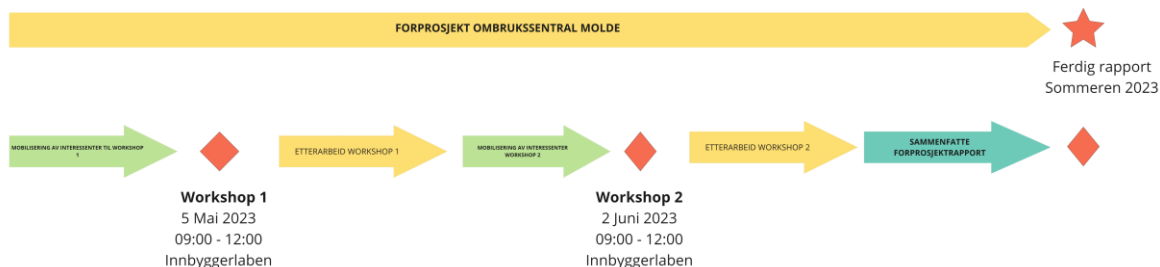 FORPROSJEKT OMBRUKSSENTRAL MOLDE
Ferdig rapport
Sommeren 2023
MOBILISERING AV INTERESSENTER TIL WORKSHOP
1
ETTERARBEID WORKSHOP 1
MOBILISERING AV INTERESSENTER
WORKSHOP 2
ETTERARBEID WORKSHOP 2
SAMMENFATTE
FORPROSJEKTRAPPORT
Workshop 1
5 Mai 2023
09:00 - 12:00
Innbyggerlaben
Workshop 2
2 Juni 2023
09:00 - 12:00
Innbyggerlaben